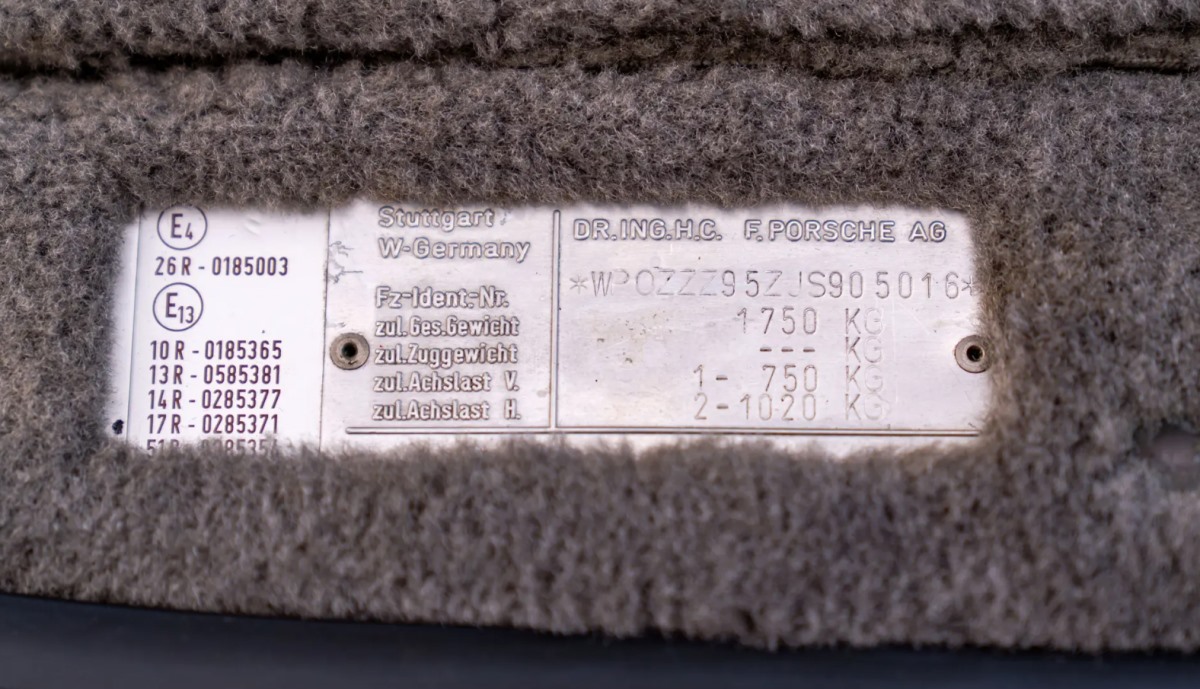 E4
26R-0185003
E13
10R-0185365
13R-0585381
14R-0285377
17R-0285371
Stuttgart
W-Germany
Fz-Ident.-Nr.
zul.Ges.Gewicht
zul.Zuggewicht
zul.Achslast V.
zul.Achslast H.
DR.ING.H.C. F.PORSCHE AG
*WP0ZZZ95ZJS905016*
1750 KG
--- KG
1- 750 KG
2-1020 KG